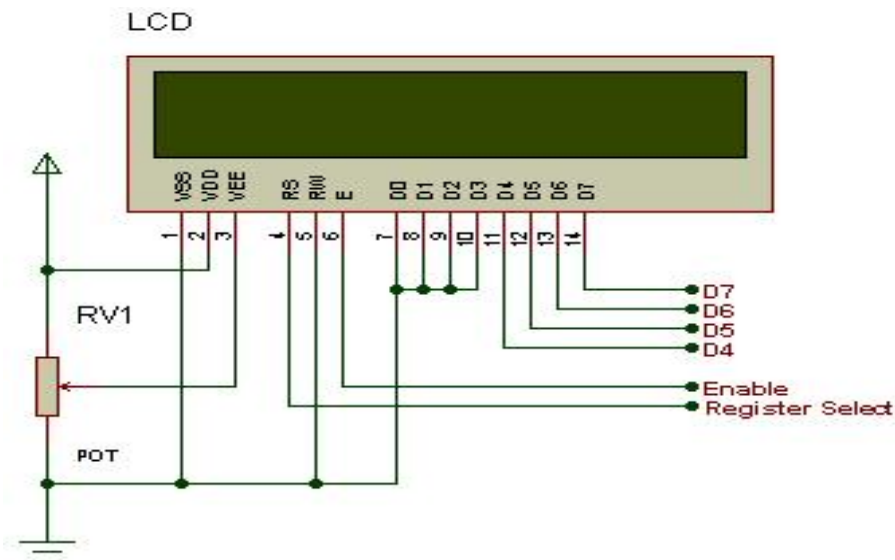 LCD
VSS VDD VEE RS RW E D0 D1 D2 D3 D4 D5 D6 D7
1 2 3 4 5 6 7 8 9 10 11 12 13 14
D7
RV1
D6
D5
D4
Enable
Register Select
POT